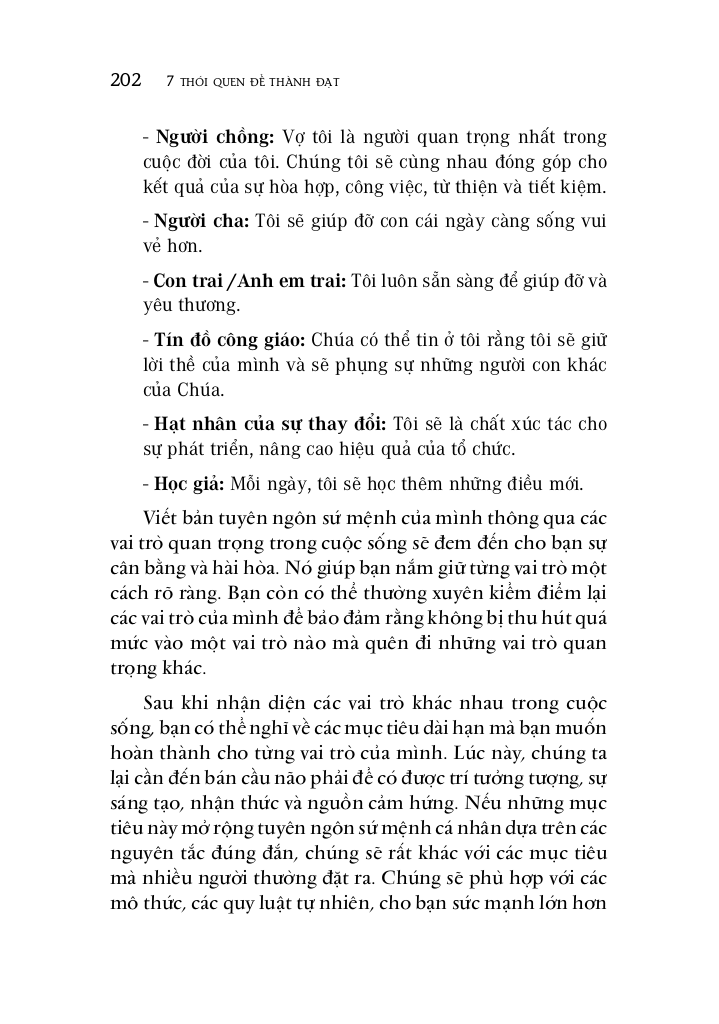 202 7 THÓI QUEN ĐỂ THÀNH ĐẠT
- Người chồng: Vợ tôi là người quan trọng nhất trong
cuộc đời của tôi. Chúng tôi sẽ cùng nhau đóng góp cho
kết quả của sự hòa hợp, công việc, từ thiện và tiết kiệm.
- Người cha: Tôi sẽ giúp đỡ con cái ngày càng sống vui
vẻ hơn.
- Con trai /Anh em trai: Tôi luôn sẵn sàng để giúp đỡ và
yêu thương.
- Tín đồ công giáo: Chúa có thể tin ở tôi rằng tôi sẽ giữ
lời thề của mình và sẽ phụng sự những người con khác
của Chúa.
- Hạt nhân của sự thay đổi: Tôi sẽ là chất xúc tác cho
sự phát triển, nâng cao hiệu quả của tổ chức.
- Học giả: Mỗi ngày, tôi sẽ học thêm những điều mới.
Viết bản tuyên ngôn sứ mệnh của mình thông qua các
vai trò quan trọng trong cuộc sống sẽ đem đến cho bạn sự
cân bằng và hài hòa. Nó giúp bạn nắm giữ từng vai trò một
cách rõ ràng. Bạn còn có thể thường xuyên kiểm điểm lại
các vai trò của mình để bảo đảm rằng không bị thu hút quá
mức vào một vai trò nào mà quên đi những vai trò quan
trọng khác.
Sau khi nhận diện các vai trò khác nhau trong cuộc
sống, bạn có thể nghĩ về các mục tiêu dài hạn mà bạn muốn
hoàn thành cho từng vai trò của mình. Lúc này, chúng ta
lại cần đến bán cầu não phải để có được trí tưởng tượng, sự
sáng tạo, nhận thức và nguồn cảm hứng. Nếu những mục
tiêu này mở rộng tuyên ngôn sứ mệnh cá nhân dựa trên các
nguyên tắc đúng đắn, chúng sẽ rất khác với các mục tiêu
mà nhiều người thường đặt ra. Chúng sẽ phù hợp với các
mô thức, các quy luật tự nhiên, cho bạn sức mạnh lớn hơn